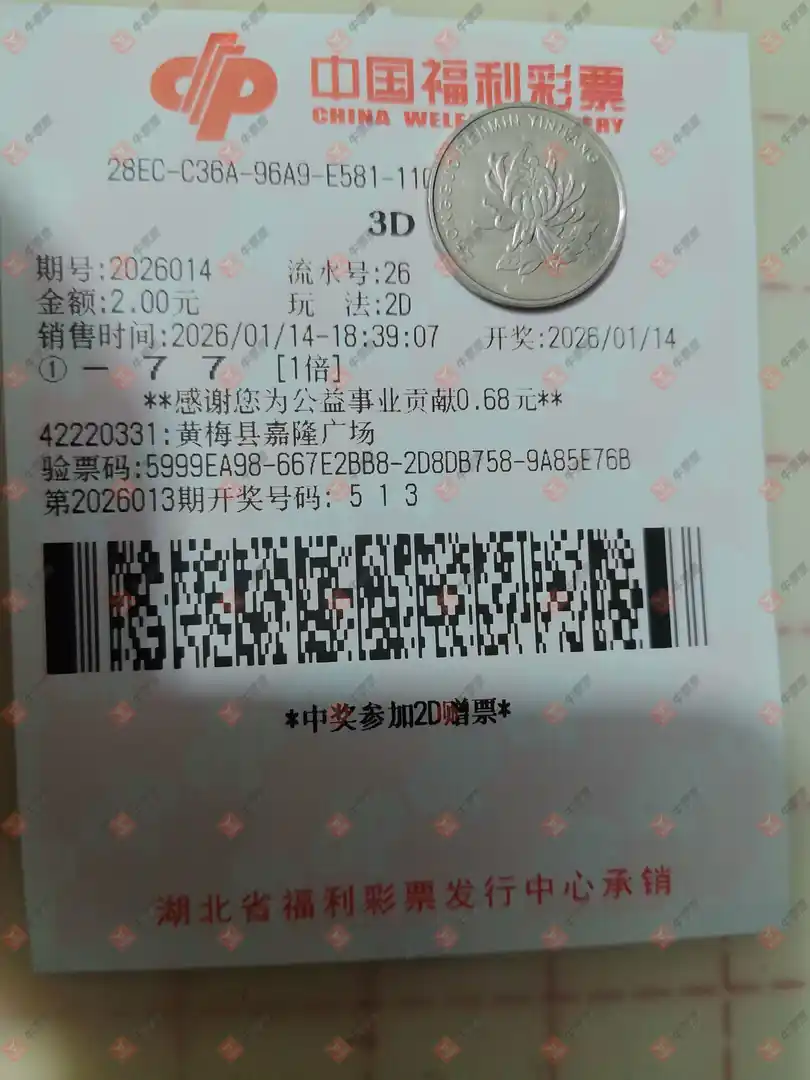 中国福利彩票
CHINA WELF RY
28EC-C36A-96A9-E581-110
3D
期号:2026014 流水号:26
金额:2.00元 玩 法:2D
销售时间:2026/01/14-18:39:07 开奖:2026/01/14
① - 7 7 [1倍]
**感谢您为公益事业贡献0.68元**
42220331:黄梅县嘉隆广场
验票码:5999EA98-667E2BB8-2D8DB758-9A85E76B
第2026013期开奖号码: 5 1 3
*中奖参加2D赠票*
湖北省福利彩票发行中心承销